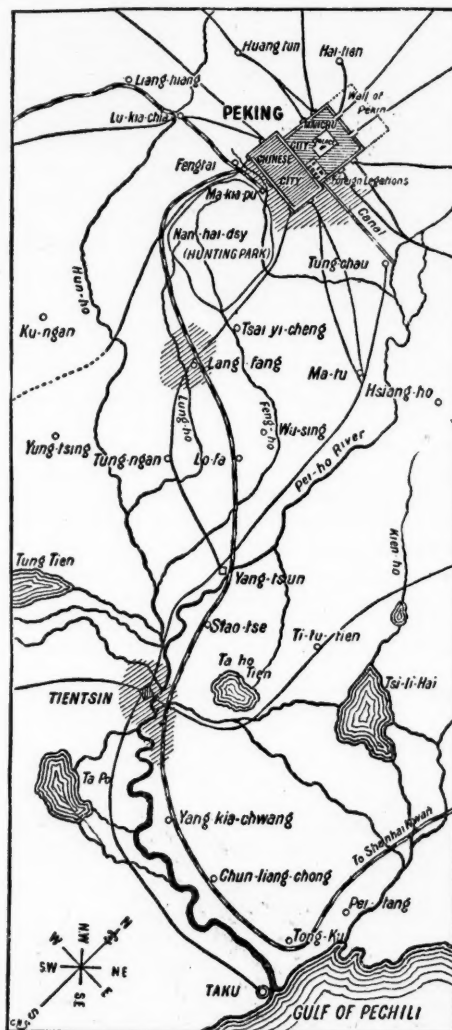 Huang tun
Hai-tien
Liang-hiang
Wall of
Pekin
Lu-kia-chia
PEKING
MANCHU
CITY
Fengtai
CHINESE
CITY
Foreign Legations
Ma-kia-pu
Canal
Nan-hai-dsy
(HUNTING PARK)
Tung-chau
Hun-ho
Ku-ngan
Tsai yi-cheng
Lang-fang
Ma-tu
Hsiang-ho
Lung-ho
Feng-ho
Wu-sing
Yung-tsing
Tung-ngan
Lo-fa
Pei-ho River
Kien ho
Tung Tien
Yang-tsun
Siao-tse
Ti-tu-tien
Ta ho
Tien
Tsi-li-Hai
TIENTSIN
Ta Po
Yang kia-chwang
To Shanhai Kwan
Chun-liang-chong
Pei-tang
Tong-Ku
N
NW
W
SW
NE
E
SE
S
TAKU
GULF OF PECHILI